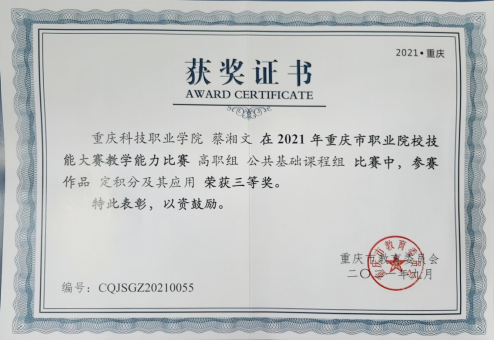 2021•重庆
获奖证书
AWARD CERTIFICATE
重庆科技职业学院 蔡湘文 在2021年重庆市职业院校技
能大赛教学能力比赛 高职组 公共基础课程组 比赛中，参赛
作品 定积分及其应用 荣获三等奖。
特此表彰，以资鼓励。
重庆市教育委员会
二〇二一年九月
编号：CQJSGZ20210055